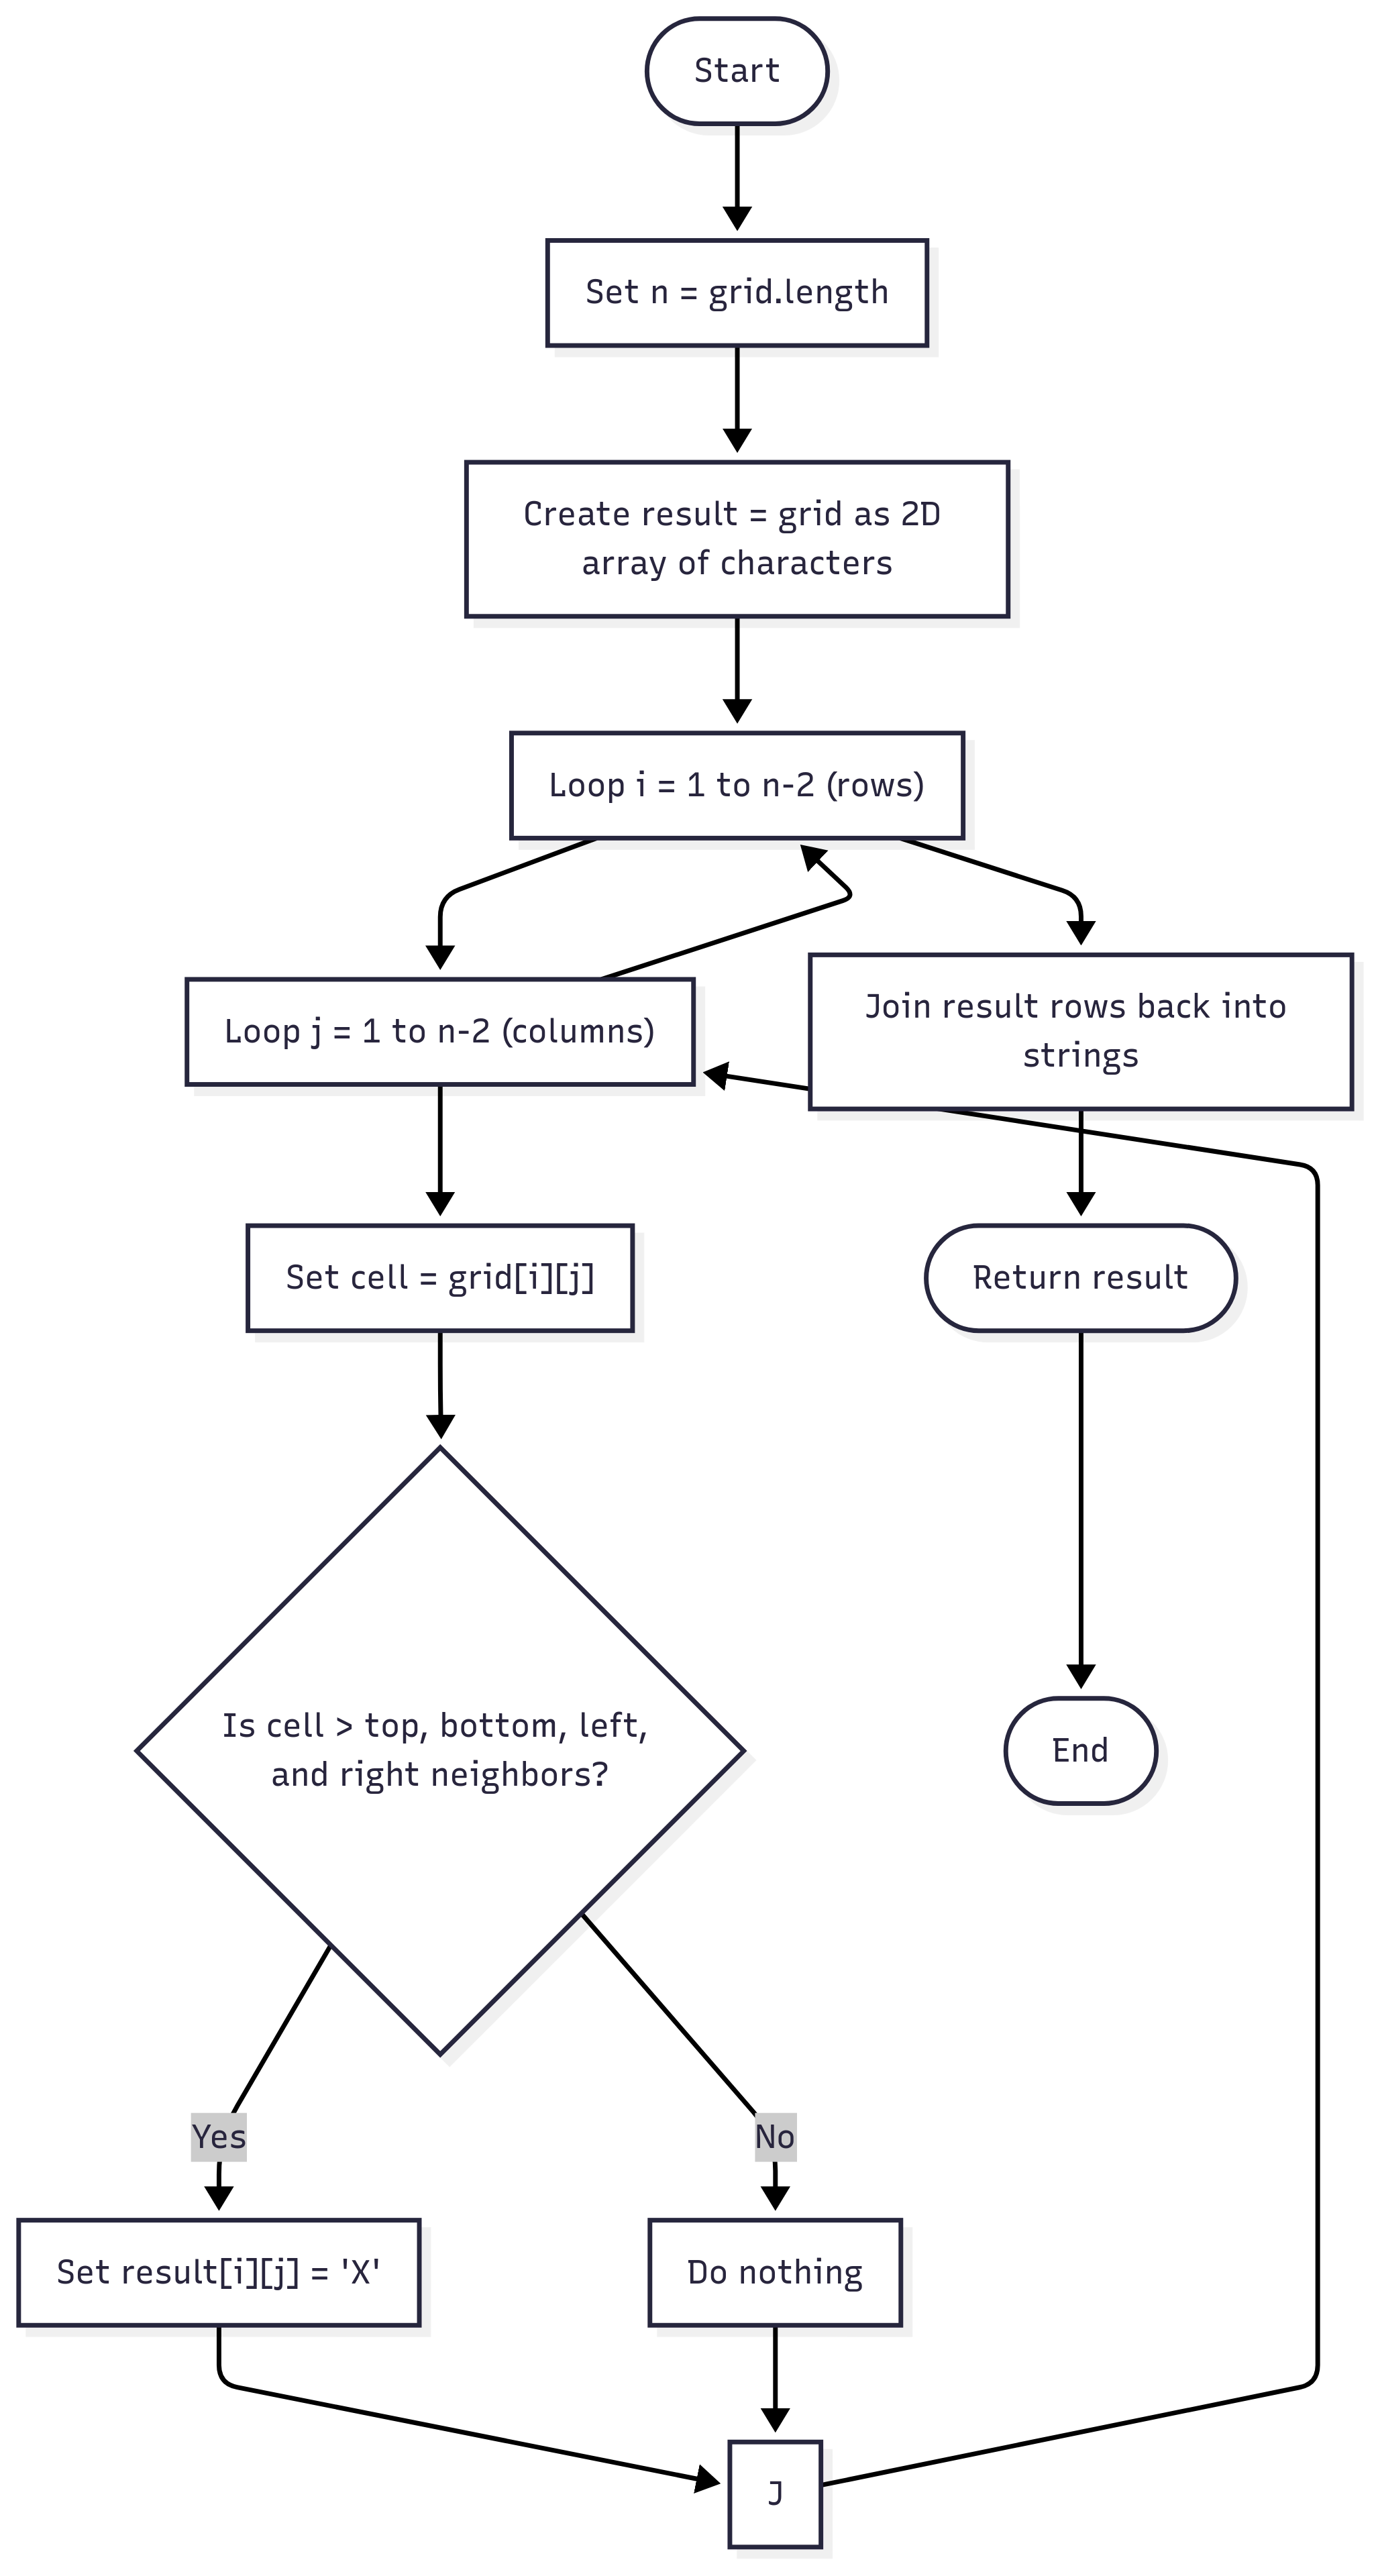 Start
Set n = grid.length
Create result = grid as 2D
array of characters
Loop i = 1 to n-2 (rows)
Loop j = 1 to n-2 (columns)
Join result rows back into
strings
Set cell = grid[i][j]
Return result
Is cell > top, bottom, left,
and right neighbors?
End
Yes
No
Set result[i][j] = 'X'
Do nothing
J